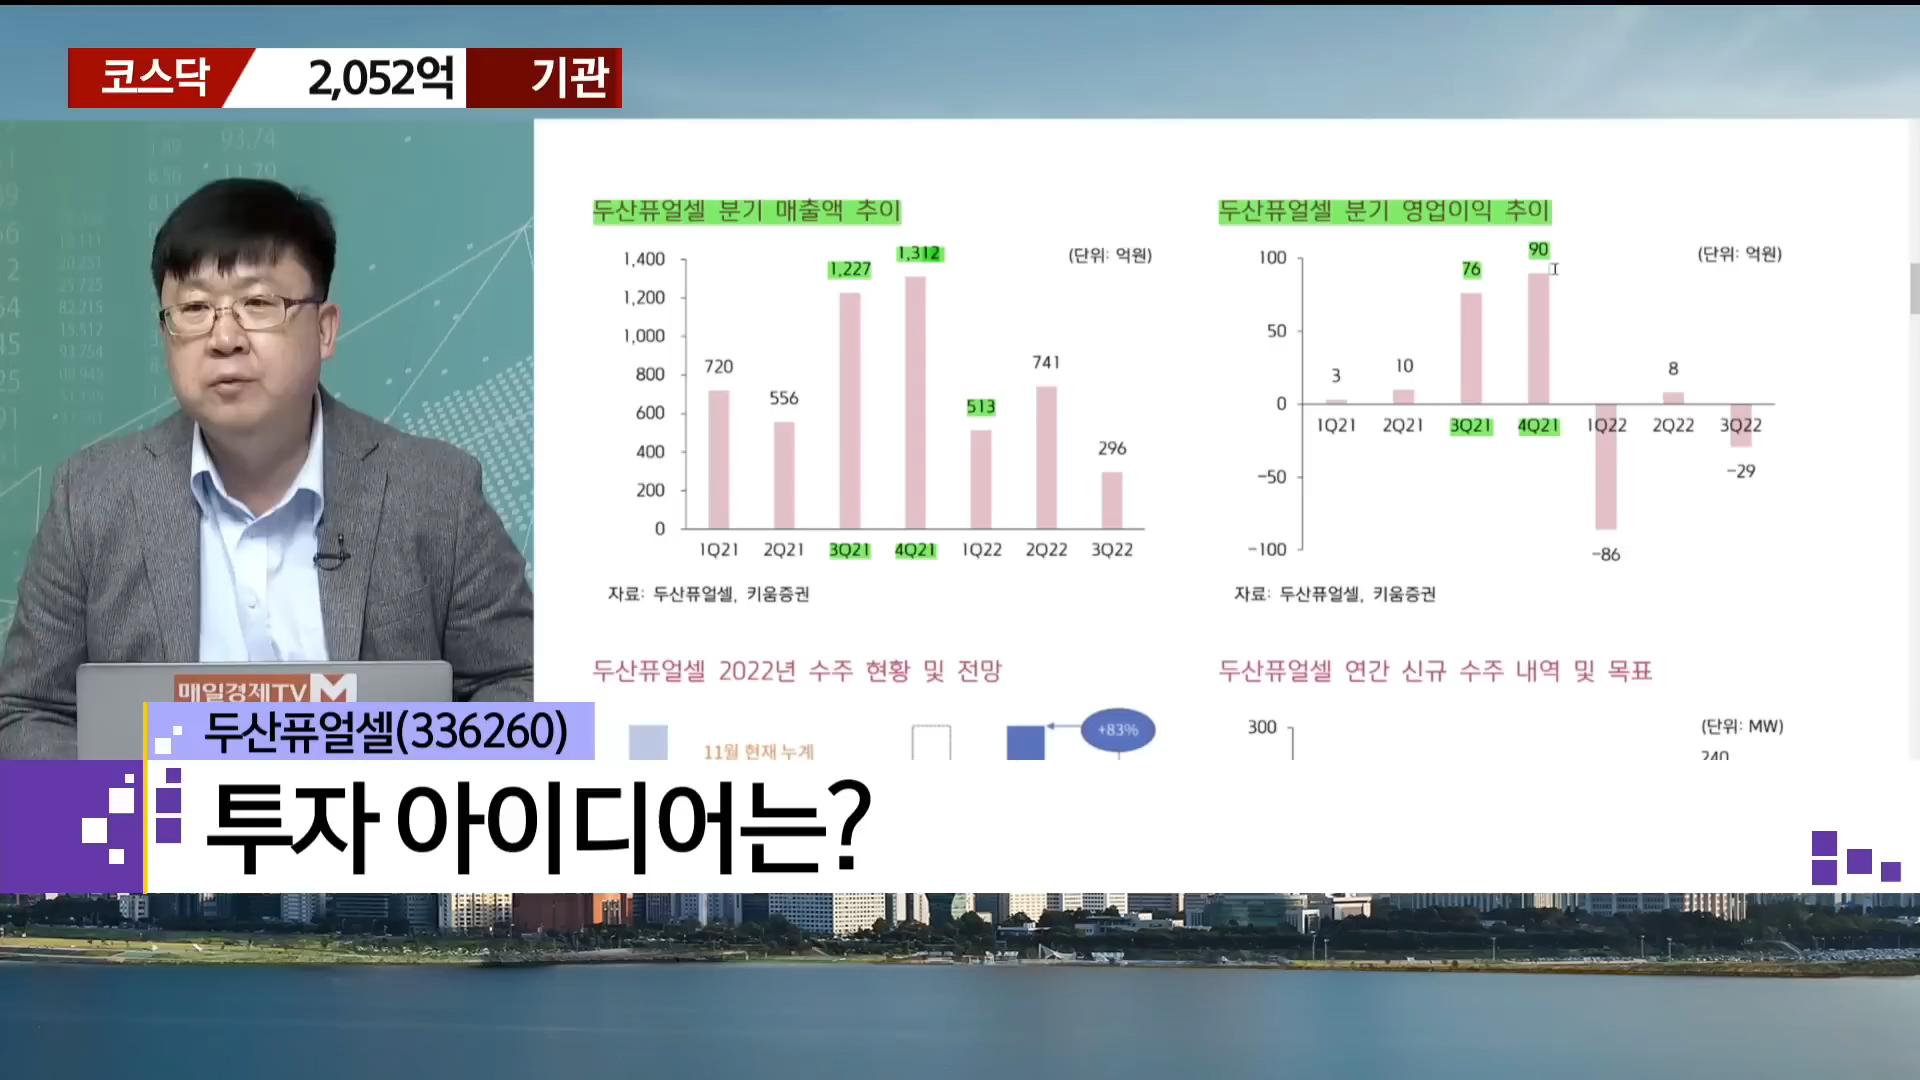 코스닥 2,052억 기관
두산퓨얼셀 분기 매출액 추이
(단위: 억원)
1,400
1,200
1,000
800
600
400
200
0
720
556
1,227
1,312
513
741
296
1Q21 2Q21 3Q21 4Q21 1Q22 2Q22 3Q22
자료: 두산퓨얼셀, 키움증권
두산퓨얼셀 분기 영업이익 추이
(단위: 억원)
100
50
0
-50
-100
3
10
76
90
-86
8
-29
1Q21 2Q21 3Q21 4Q21 1Q22 2Q22 3Q22
자료: 두산퓨얼셀, 키움증권
두산퓨얼셀 2022년 수주 현황 및 전망
11월 현재 누계
+83%
두산퓨얼셀 연간 신규 수주 내역 및 목표
300
(단위: MW)
240
매일경제TV M
두산퓨얼셀(336260)
투자 아이디어는?